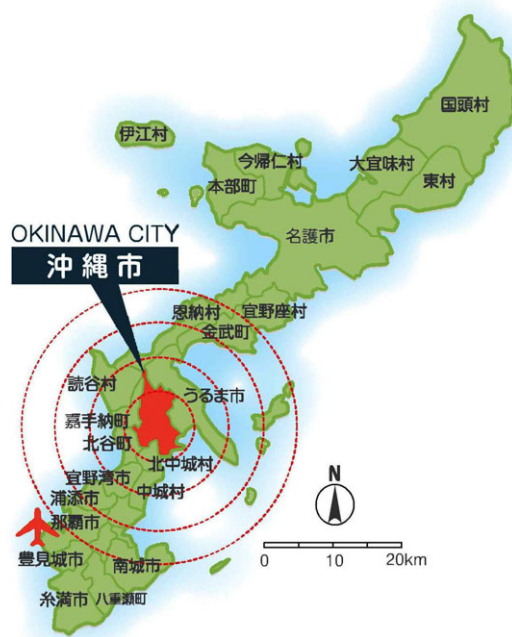 国頭村
伊江村
今帰仁村
大宜味村
本部町
東村
名護市
OKINAWA CITY
沖縄市
恩納村
宜野座村
金武町
読谷村
うるま市
嘉手納町
北谷町
北中城村
宜野湾市
中城村
浦添市
那覇市
豊見城市
南城市
糸満市
八重瀬町
N
0 10 20km